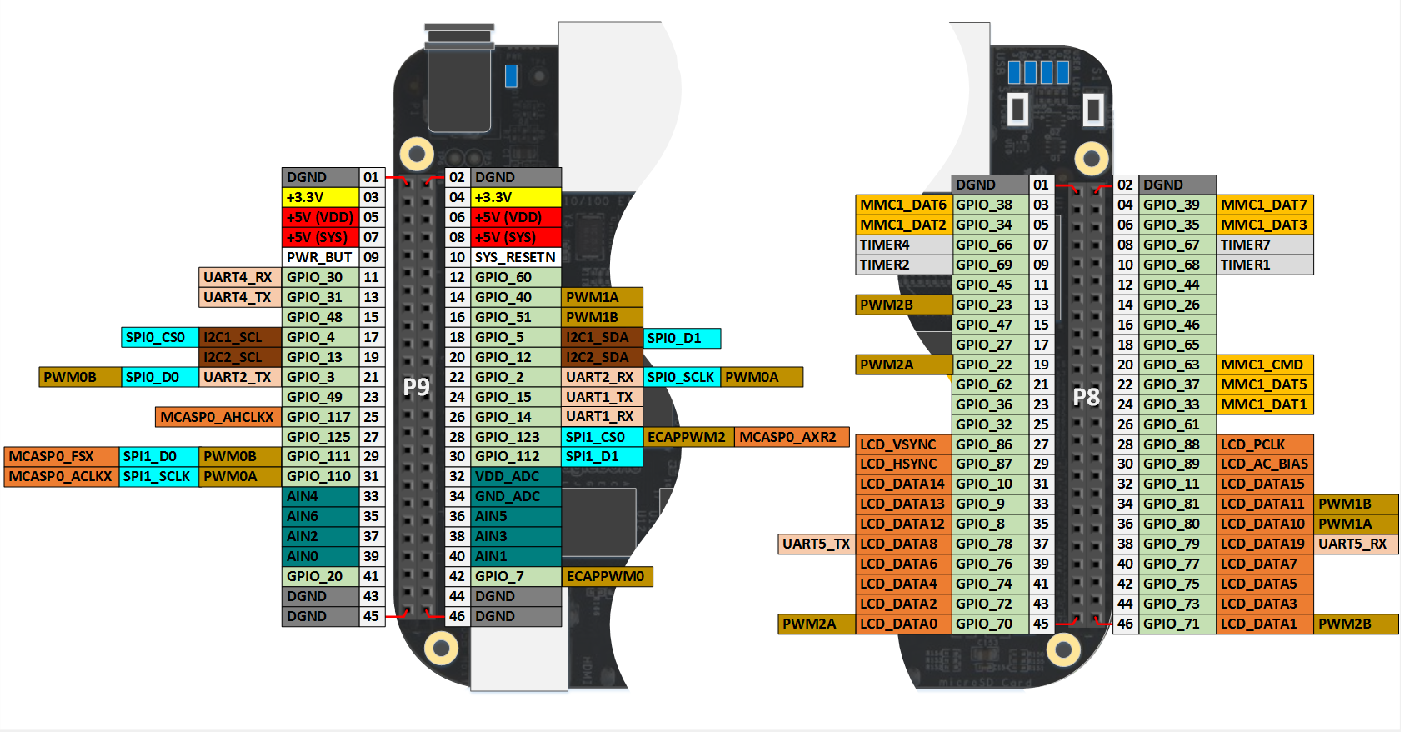 DGND 01 02 DGND
+3.3V 03 04 +3.3V
+5V (VDD) 05 06 +5V (VDD)
+5V (SYS) 07 08 +5V (SYS)
PWR_BUT 09 10 SYS_RESETN
UART4_RX GPIO_30 11 12 GPIO_60
UART4_TX GPIO_31 13 14 GPIO_40 PWM1A
GPIO_48 15 16 GPIO_51 PWM1B
SPI0_CS0 I2C1_SCL GPIO_4 17 18 GPIO_5 I2C1_SDA SPI0_D1
I2C2_SCL GPIO_13 19 20 GPIO_12 I2C2_SDA
PWM0B SPI0_D0 UART2_TX GPIO_3 21 22 GPIO_2 UART2_RX SPI0_SCLK PWM0A
P9
GPIO_49 23 24 GPIO_15 UART1_TX
MCASP0_AHCLKX GPIO_117 25 26 GPIO_14 UART1_RX
GPIO_125 27 28 GPIO_123 SPI1_CS0 ECAPPWM2 MCASP0_AXR2
MCASP0_FSX SPI1_D0 PWM0B GPIO_111 29 30 GPIO_112 SPI1_D1
MCASP0_ACLKX SPI1_SCLK PWM0A GPIO_110 31 32 VDD_ADC
AIN4 33 34 GND_ADC
AIN6 35 36 AIN5
AIN2 37 38 AIN3
AIN0 39 40 AIN1
GPIO_20 41 42 GPIO_7 ECAPPWM0
DGND 43 44 DGND
DGND 45 46 DGND
HDMI
USB
S3
S1
DGND 01 02 DGND
MMC1_DAT6 GPIO_38 03 04 GPIO_39 MMC1_DAT7
MMC1_DAT2 GPIO_34 05 06 GPIO_35 MMC1_DAT3
TIMER4 GPIO_66 07 08 GPIO_67 TIMER7
TIMER2 GPIO_69 09 10 GPIO_68 TIMER1
GPIO_45 11 12 GPIO_44
PWM2B GPIO_23 13 14 GPIO_26
GPIO_47 15 16 GPIO_46
GPIO_27 17 18 GPIO_65
PWM2A GPIO_22 19 20 GPIO_63 MMC1_CMD
GPIO_62 21 22 GPIO_37 MMC1_DAT5
P8
GPIO_36 23 24 GPIO_33 MMC1_DAT1
GPIO_32 25 26 GPIO_61
LCD_VSYNC GPIO_86 27 28 GPIO_88 LCD_PCLK
LCD_HSYNC GPIO_87 29 30 GPIO_89 LCD_AC_BIAS
LCD_DATA14 GPIO_10 31 32 GPIO_11 LCD_DATA15
LCD_DATA13 GPIO_9 33 34 GPIO_81 LCD_DATA11 PWM1B
LCD_DATA12 GPIO_8 35 36 GPIO_80 LCD_DATA10 PWM1A
UART5_TX LCD_DATA8 GPIO_78 37 38 GPIO_79 LCD_DATA19 UART5_RX
LCD_DATA6 GPIO_76 39 40 GPIO_77 LCD_DATA7
LCD_DATA4 GPIO_74 41 42 GPIO_75 LCD_DATA5
LCD_DATA2 GPIO_72 43 44 GPIO_73 LCD_DATA3
PWM2A LCD_DATA0 GPIO_70 45 46 GPIO_71 LCD_DATA1 PWM2B
microSD Card